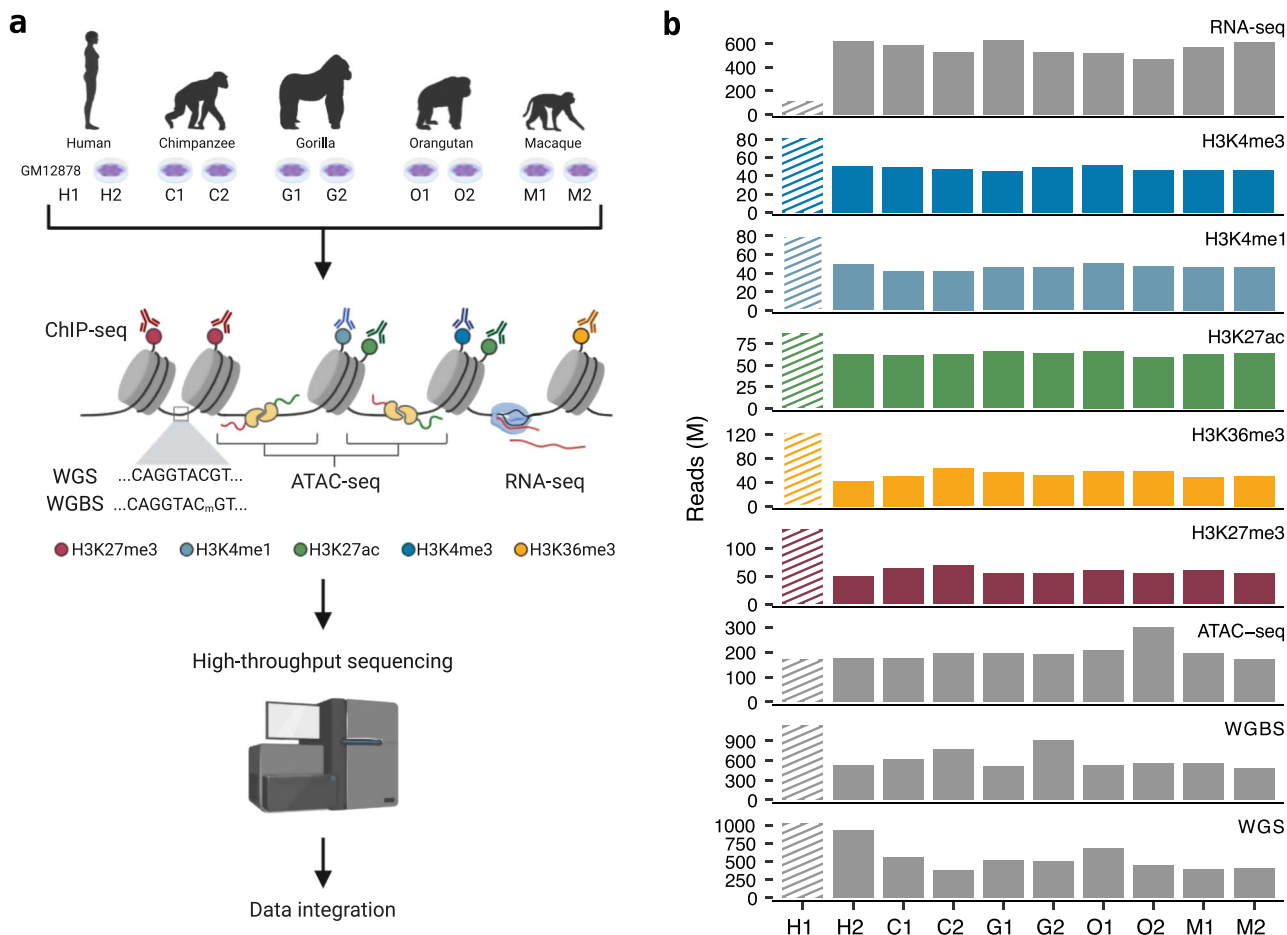 a
Human Chimpanzee Gorilla Orangutan Macaque
GM12878
H1 H2 C1 C2 G1 G2 O1 O2 M1 M2
ChIP-seq
WGS ...CAGGTACGT...
WGBS ...CAGGTACmGT...
ATAC-seq
RNA-seq
H3K27me3 H3K4me1 H3K27ac H3K4me3 H3K36me3
High-throughput sequencing
Data integration
b
Reads (M)
RNA-seq
600
400
200
0
H3K4me3
80
60
40
20
0
H3K4me1
80
60
40
20
0
H3K27ac
75
50
25
0
H3K36me3
120
80
40
0
H3K27me3
100
50
0
ATAC−seq
300
200
100
0
WGBS
900
600
300
0
WGS
1000
750
500
250
0
H1 H2 C1 C2 G1 G2 O1 O2 M1 M2